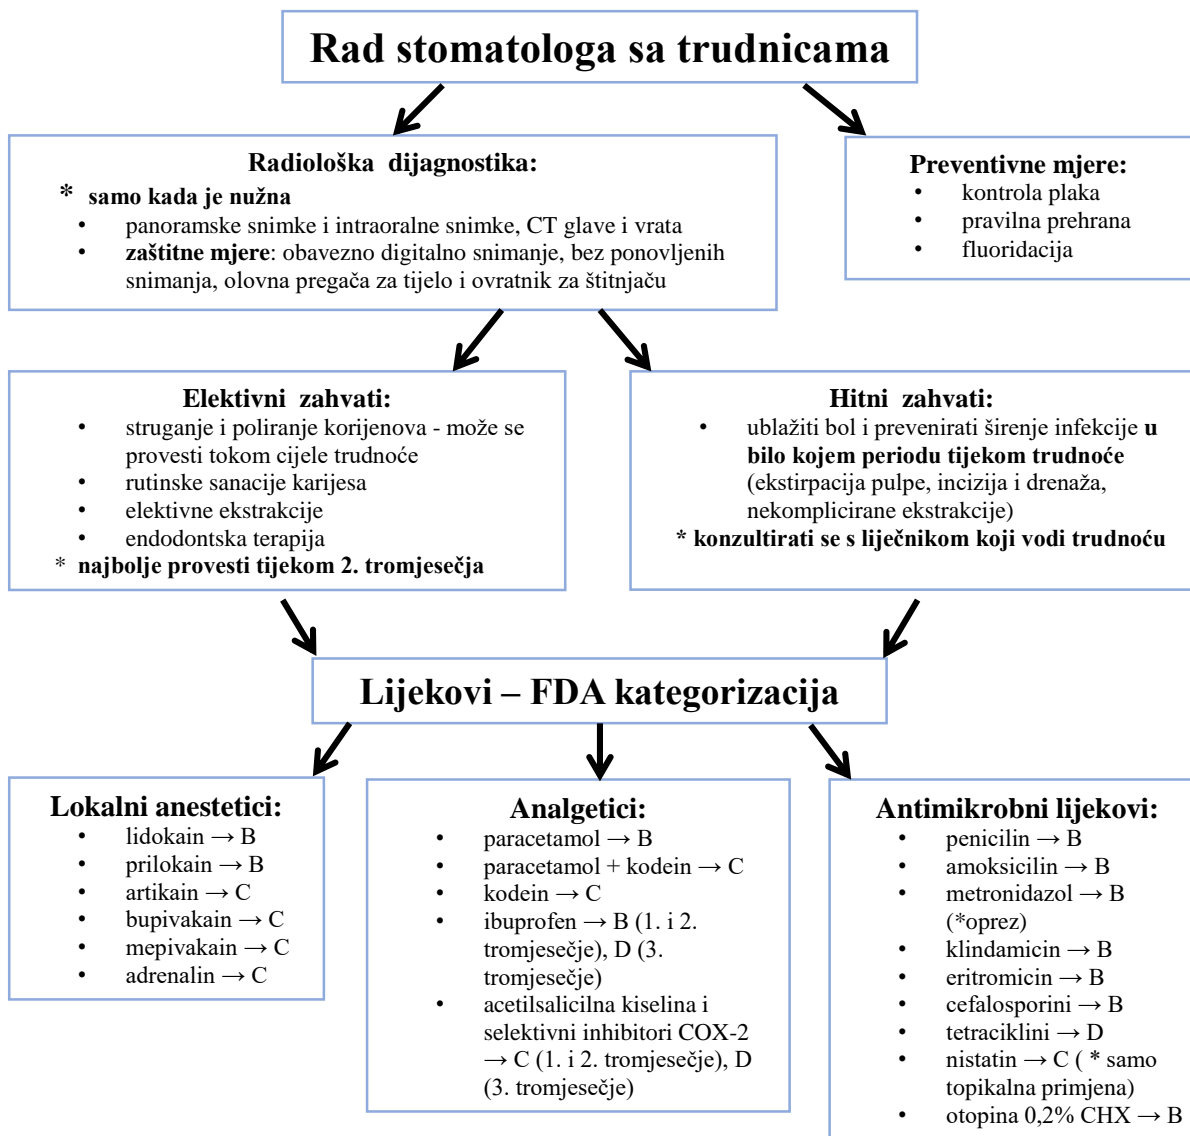 Rad stomatologa sa trudnicama
Radiološka dijagnostika:
* samo kada je nužna
• panoramske snimke i intraoralne snimke, CT glave i vrata
• zaštitne mjere: obavezno digitalno snimanje, bez ponovljenih
snimanja, olovna pregača za tijelo i ovratnik za štitnjaču
Preventivne mjere:
• kontrola plaka
• pravilna prehrana
• fluoridacija
Elektivni zahvati:
• struganje i poliranje korijenova - može se
provesti tokom cijele trudnoće
• rutinske sanacije karijesa
• elektivne ekstrakcije
• endodontska terapija
* najbolje provesti tijekom 2. tromjesečja
Hitni zahvati:
• ublažiti bol i prevenirati širenje infekcije u
bilo kojem periodu tijekom trudnoće
(ekstirpacija pulpe, incizija i drenaža,
nekomplicirane ekstrakcije)
* konzultirati se s liječnikom koji vodi trudnoću
Lijekovi – FDA kategorizacija
Lokalni anestetici:
• lidokain → B
• prilokain → B
• artikain → C
• bupivakain → C
• mepivakain → C
• adrenalin → C
Analgetici:
• paracetamol → B
• paracetamol + kodein → C
• kodein → C
• ibuprofen → B (1. i 2.
tromjesečje), D (3.
tromjesečje)
• acetilsalicilna kiselina i
selektivni inhibitori COX-2
→ C (1. i 2. tromjesečje), D
(3. tromjesečje)
Antimikrobni lijekovi:
• penicilin → B
• amoksicilin → B
• metronidazol → B
(*oprez)
• klindamicin → B
• eritromicin → B
• cefalosporini → B
• tetraciklini → D
• nistatin → C ( * samo
topikalna primjena)
• otopina 0,2% CHX → B